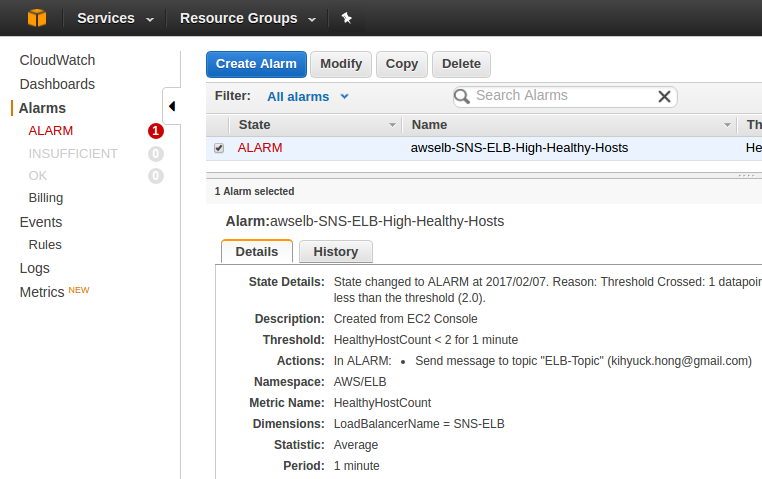 Services Resource Groups
CloudWatch
Dashboards
Alarms
ALARM 1
INSUFFICIENT 0
OK 0
Billing
Events
Rules
Logs
Metrics NEW
Create Alarm Modify Copy Delete
Filter: All alarms Search Alarms
State Name
ALARM awselb-SNS-ELB-High-Healthy-Hosts
1 Alarm selected
Alarm:awselb-SNS-ELB-High-Healthy-Hosts
Details History
State Details: State changed to ALARM at 2017/02/07. Reason: Threshold Crossed: 1
less than the threshold (2.0).
Description: Created from EC2 Console
Threshold: HealthyHostCount < 2 for 1 minute
Actions: In ALARM: • Send message to topic "ELB-Topic" (kihyuck.hong@gmail.com)
Namespace: AWS/ELB
Metric Name: HealthyHostCount
Dimensions: LoadBalancerName = SNS-ELB
Statistic: Average
Period: 1 minute